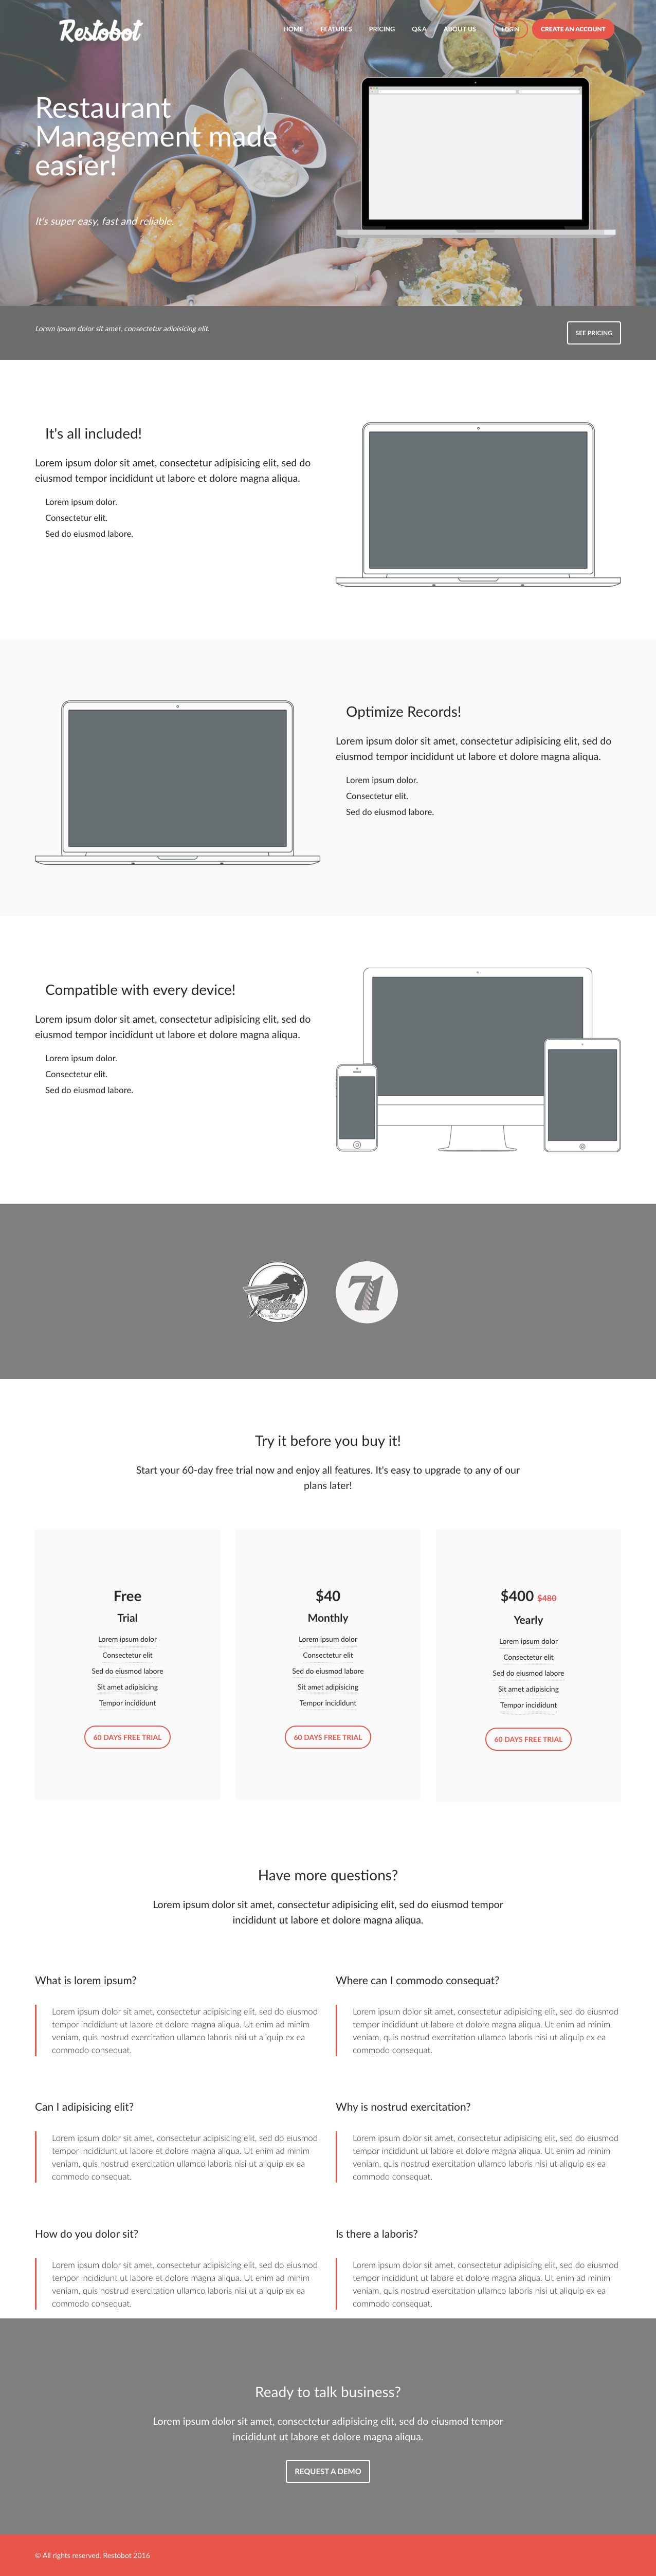 Restobot
HOME FEATURES PRICING Q&A ABOUT US LOGIN CREATE AN ACCOUNT
Restaurant
Management made
easier!
It's super easy, fast and reliable.
Lorem ipsum dolor sit amet, consectetur adipisicing elit.
SEE PRICING
It's all included!
Lorem ipsum dolor sit amet, consectetur adipisicing elit, sed do
eiusmod tempor incididunt ut labore et dolore magna aliqua.
Lorem ipsum dolor.
Consectetur elit.
Sed do eiusmod labore.
Optimize Records!
Lorem ipsum dolor sit amet, consectetur adipisicing elit, sed do
eiusmod tempor incididunt ut labore et dolore magna aliqua.
Lorem ipsum dolor.
Consectetur elit.
Sed do eiusmod labore.
Compatible with every device!
Lorem ipsum dolor sit amet, consectetur adipisicing elit, sed do
eiusmod tempor incididunt ut labore et dolore magna aliqua.
Lorem ipsum dolor.
Consectetur elit.
Sed do eiusmod labore.
71
Try it before you buy it!
Start your 60-day free trial now and enjoy all features. It's easy to upgrade to any of our
plans later!
Free
Trial
Lorem ipsum dolor
Consectetur elit
Sed do eiusmod labore
Sit amet adipisicing
Tempor incididunt
60 DAYS FREE TRIAL
$40
Monthly
Lorem ipsum dolor
Consectetur elit
Sed do eiusmod labore
Sit amet adipisicing
Tempor incididunt
60 DAYS FREE TRIAL
$400 $480
Yearly
Lorem ipsum dolor
Consectetur elit
Sed do eiusmod labore
Sit amet adipisicing
Tempor incididunt
60 DAYS FREE TRIAL
Have more questions?
Lorem ipsum dolor sit amet, consectetur adipisicing elit, sed do eiusmod tempor
incididunt ut labore et dolore magna aliqua.
What is lorem ipsum?
Lorem ipsum dolor sit amet, consectetur adipisicing elit, sed do eiusmod
tempor incididunt ut labore et dolore magna aliqua. Ut enim ad minim
veniam, quis nostrud exercitation ullamco laboris nisi ut aliquip ex ea
commodo consequat.
Where can I commodo consequat?
Lorem ipsum dolor sit amet, consectetur adipisicing elit, sed do eiusmod
tempor incididunt ut labore et dolore magna aliqua. Ut enim ad minim
veniam, quis nostrud exercitation ullamco laboris nisi ut aliquip ex ea
commodo consequat.
Can I adipisicing elit?
Lorem ipsum dolor sit amet, consectetur adipisicing elit, sed do eiusmod
tempor incididunt ut labore et dolore magna aliqua. Ut enim ad minim
veniam, quis nostrud exercitation ullamco laboris nisi ut aliquip ex ea
commodo consequat.
Why is nostrud exercitation?
Lorem ipsum dolor sit amet, consectetur adipisicing elit, sed do eiusmod
tempor incididunt ut labore et dolore magna aliqua. Ut enim ad minim
veniam, quis nostrud exercitation ullamco laboris nisi ut aliquip ex ea
commodo consequat.
How do you dolor sit?
Lorem ipsum dolor sit amet, consectetur adipisicing elit, sed do eiusmod
tempor incididunt ut labore et dolore magna aliqua. Ut enim ad minim
veniam, quis nostrud exercitation ullamco laboris nisi ut aliquip ex ea
commodo consequat.
Is there a laboris?
Lorem ipsum dolor sit amet, consectetur adipisicing elit, sed do eiusmod
tempor incididunt ut labore et dolore magna aliqua. Ut enim ad minim
veniam, quis nostrud exercitation ullamco laboris nisi ut aliquip ex ea
commodo consequat.
Ready to talk business?
Lorem ipsum dolor sit amet, consectetur adipisicing elit, sed do eiusmod tempor
incididunt ut labore et dolore magna aliqua.
REQUEST A DEMO
© All rights reserved. Restobot 2016